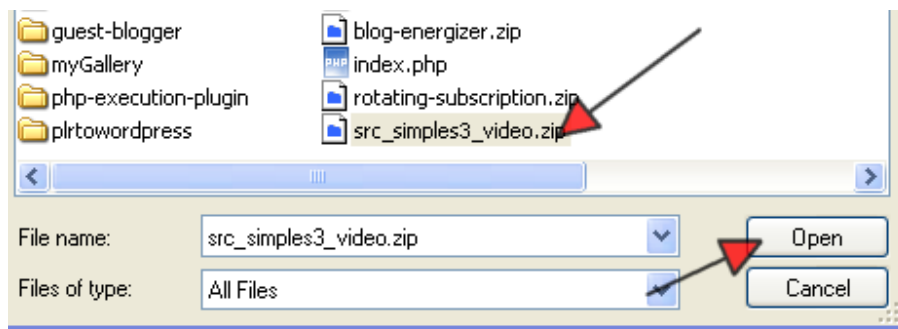 guest-blogger
myGallery
php-execution-plugin
plrtowordpress
blog-energizer.zip
PHP index.php
rotating-subscription.zip
src_simples3_video.zip
File name: src_simples3_video.zip Open
Files of type: All Files Cancel